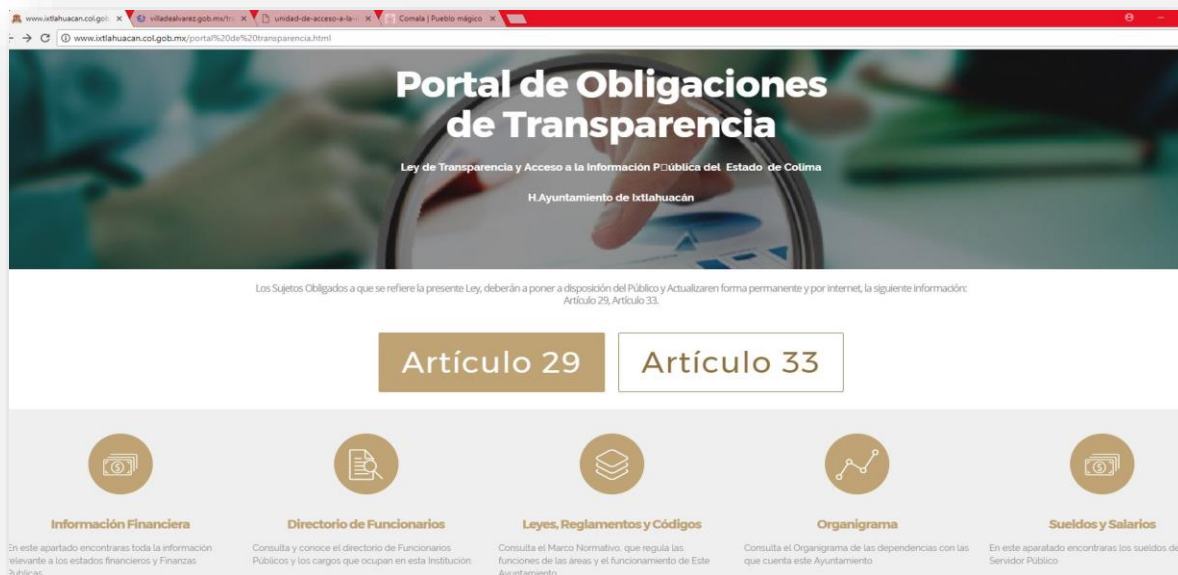 www.ixtlahuacan.col.gob
villadealvarez.gob.mx/tra
unidad-de-acceso-a-la-
Comala | Pueblo mágico
www.ixtlahuacan.col.gob.mx/portal%20de%20transparencia.html
Portal de Obligaciones
de Transparencia
Ley de Transparencia y Acceso a la Información P□ública del Estado de Colima
H.Ayuntamiento de Ixtlahuacán
Los Sujetos Obligados a que se refiere la presente Ley, deberán a poner a disposición del Público y Actualizaren forma permanente y por internet, la siguiente información:
Artículo 29, Artículo 33.
Artículo 29
Artículo 33
Información Financiera
En este apartado encontraras toda la información
relevante a los estados financieros y Finanzas
Publicas
Directorio de Funcionarios
Consulta y conoce el directorio de Funcionarios
Públicos y los cargos que ocupan en esta Institución.
Leyes, Reglamentos y Códigos
Consulta el Marco Normativo, que regula las
funciones de las áreas y el funcionamiento de Este
Ayuntamiento
Organigrama
Consulta el Organigrama de las dependencias con las
que cuenta este Ayuntamiento
Sueldos y Salarios
En este aparatado encontraras los sueldos de
Servidor Público